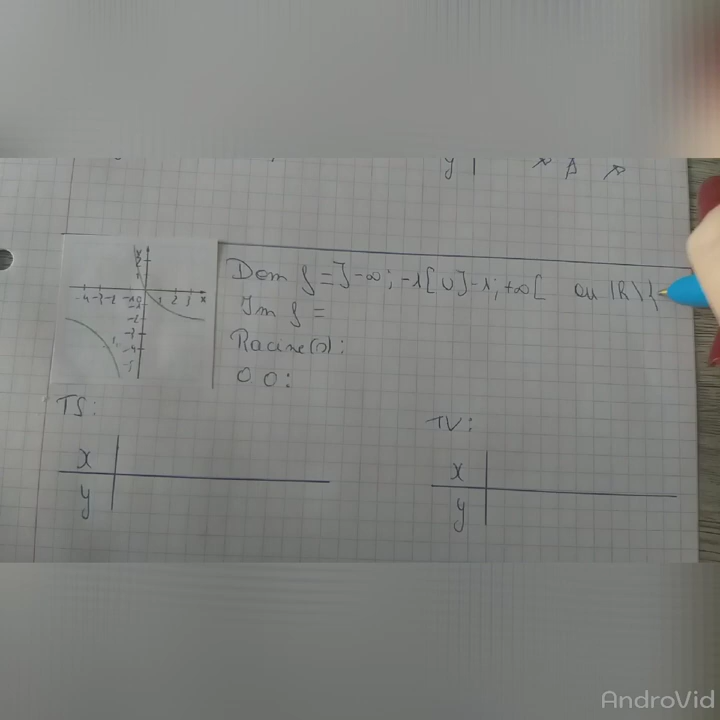 y
Dom f = ]-∞ ; -1[ ∪ ]-1 ; +∞[ ou ℝ\{-
Im f =
Racine(s) :
O O :
TS :
TV :
x
y
x
y
AndroVid